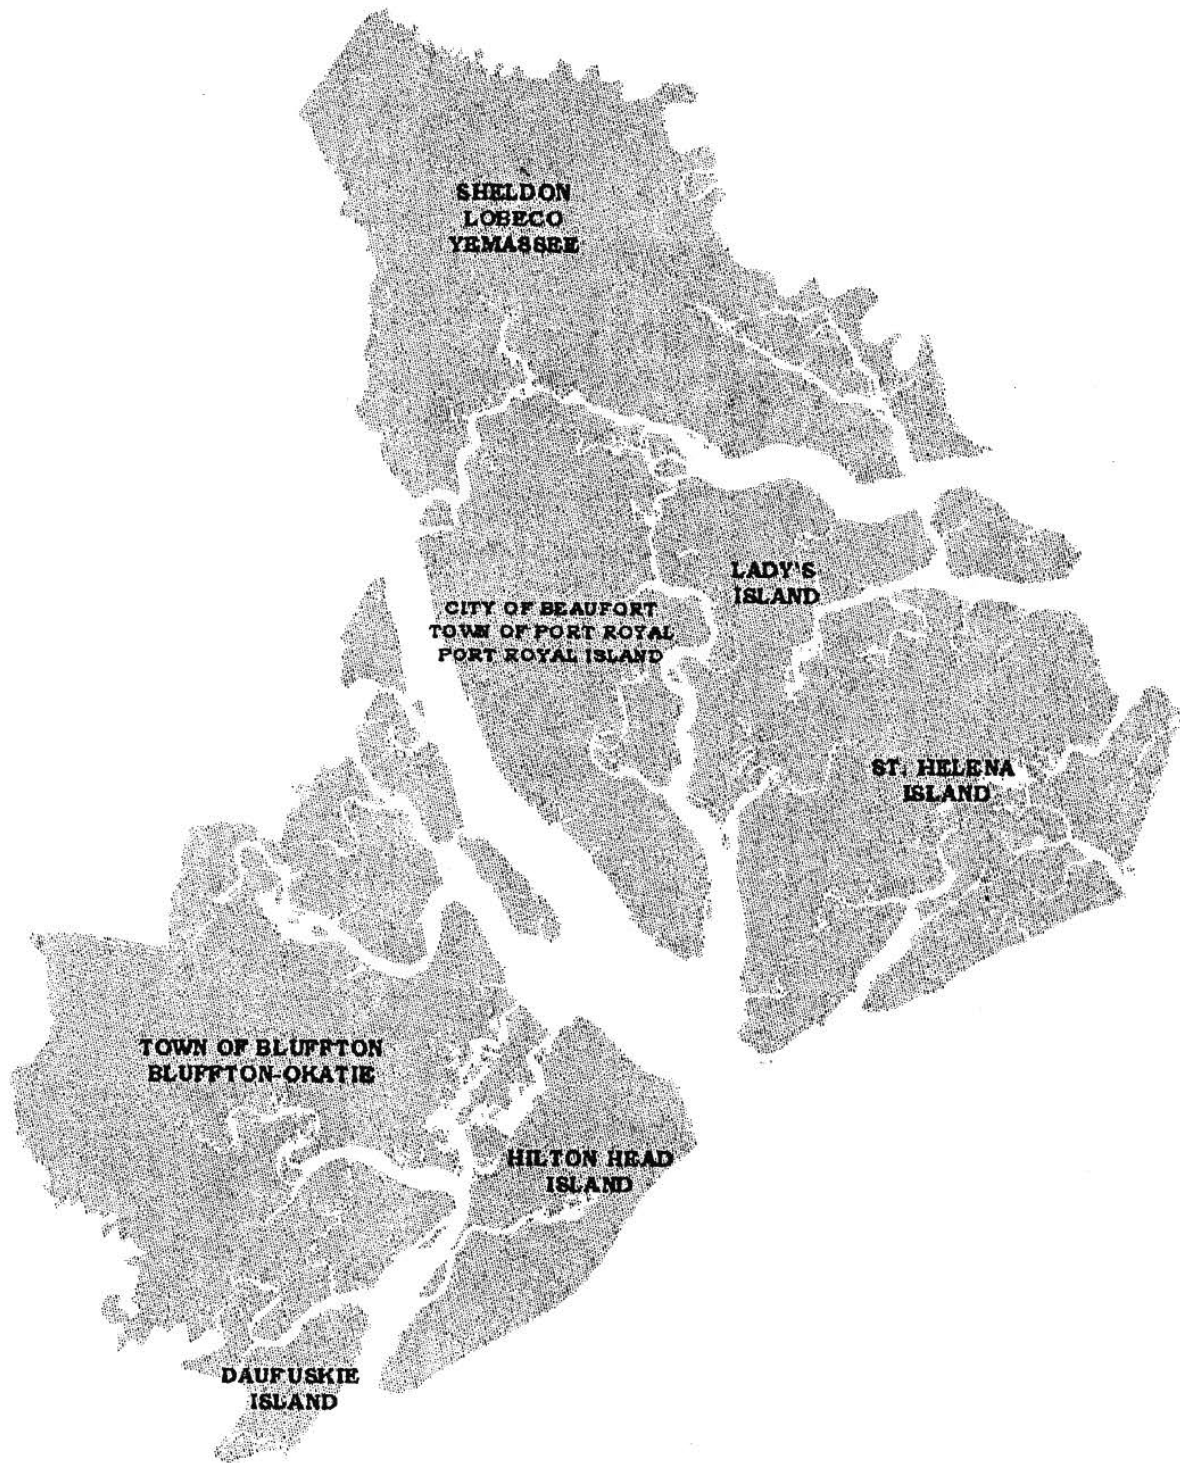 SHELDON
LOBECO
YEMASSEE
LADY'S
ISLAND
CITY OF BEAUFORT
TOWN OF PORT ROYAL
PORT ROYAL ISLAND
ST. HELENA
ISLAND
TOWN OF BLUFFTON
BLUFFTON-OKATIE
HILTON HEAD
ISLAND
DAUFUSKIE
ISLAND